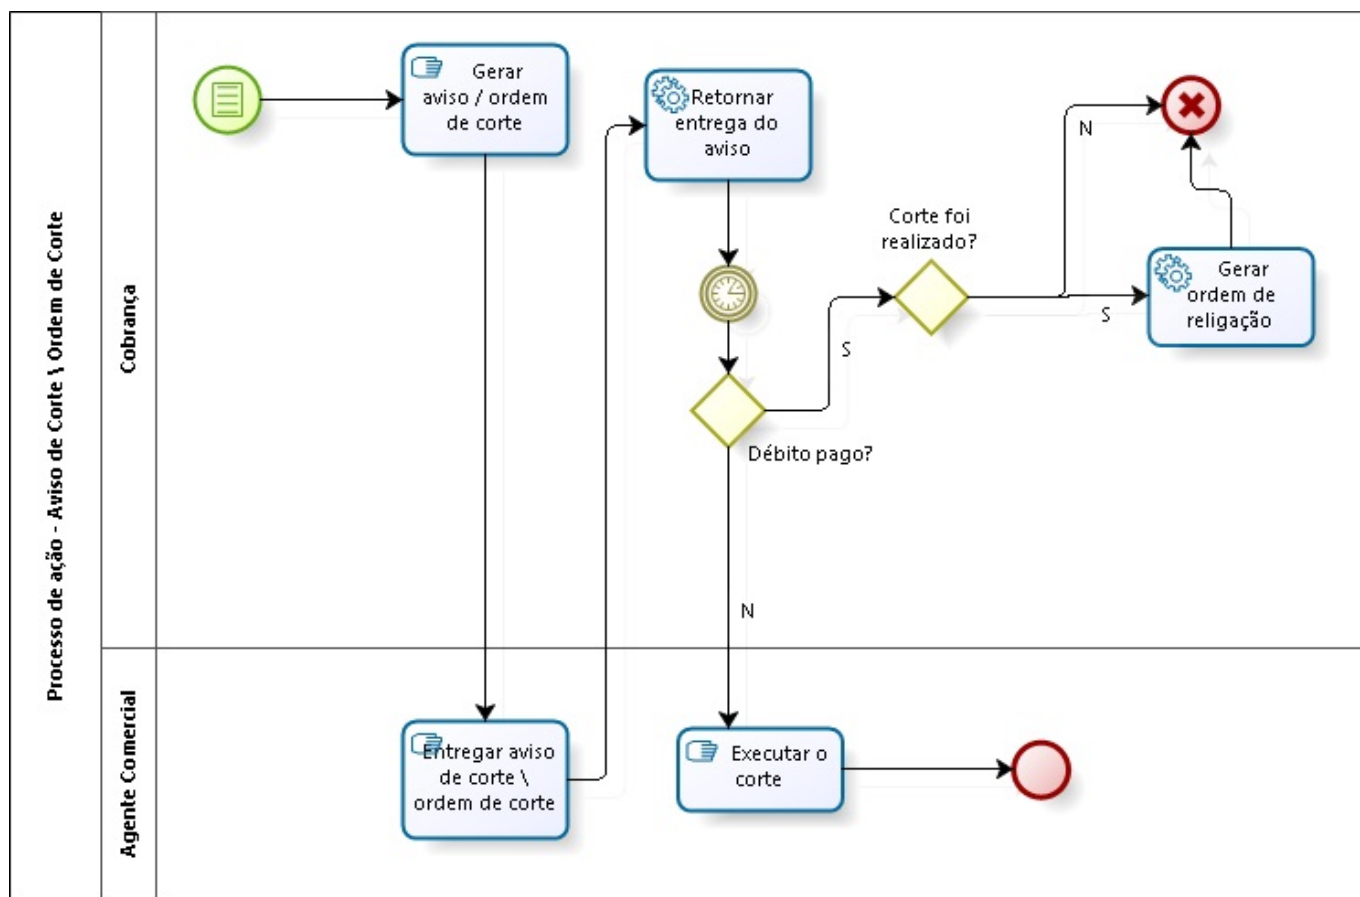 Processo de ação - Aviso de Corte \ Ordem de Corte
Cobrança
Gerar
aviso / ordem
de corte
Retornar
entrega do
aviso
Corte foi
realizado?
N
S
Gerar
ordem de
religação
S
Débito pago?
N
Agente Comercial
Entregar aviso
de corte \
ordem de corte
Executar o
corte